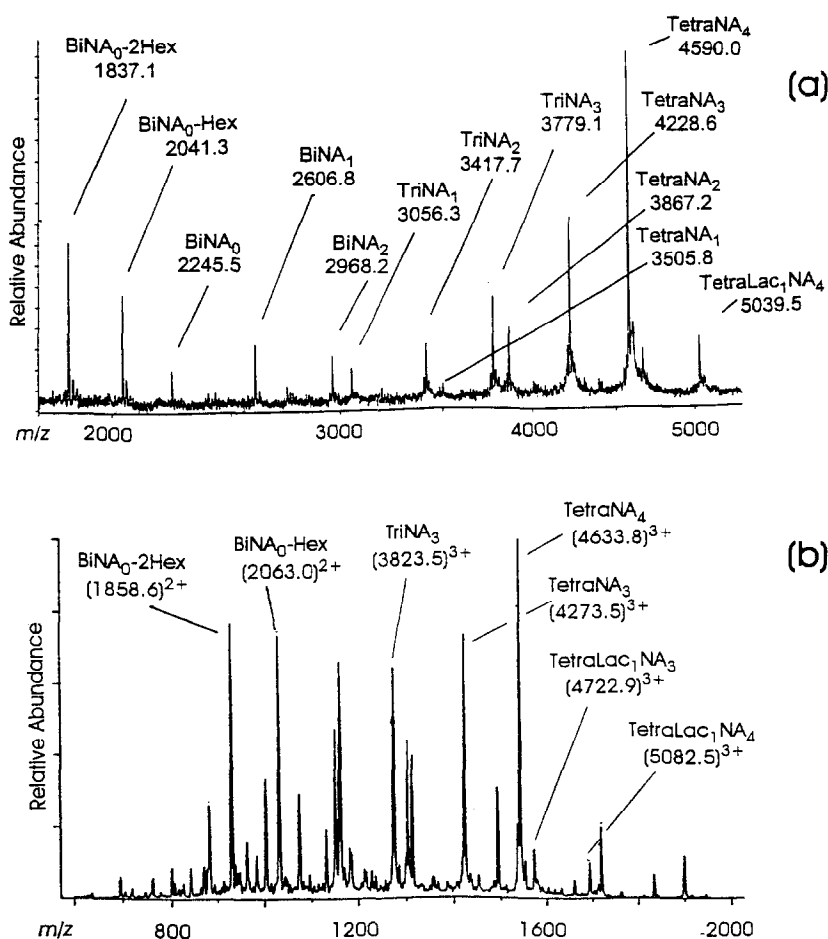 BiNA₀-2Hex
1837.1
BiNA₀-Hex
2041.3
BiNA₀
2245.5
BiNA₁
2606.8
BiNA₂
2968.2
TriNA₁
3056.3
TriNA₂
3417.7
TriNA₃
3779.1
TetraNA₄
4590.0
TetraNA₃
4228.6
TetraNA₂
3867.2
TetraNA₁
3505.8
TetraLac₁NA₄
5039.5
(a)
Relative Abundance
m/z 2000 3000 4000 5000
BiNA₀-2Hex
(1858.6)²⁺
BiNA₀-Hex
(2063.0)²⁺
TriNA₃
(3823.5)³⁺
TetraNA₄
(4633.8)³⁺
TetraNA₃
(4273.5)³⁺
TetraLac₁NA₃
(4722.9)³⁺
TetraLac₁NA₄
(5082.5)³⁺
(b)
Relative Abundance
m/z 800 1200 1600 2000